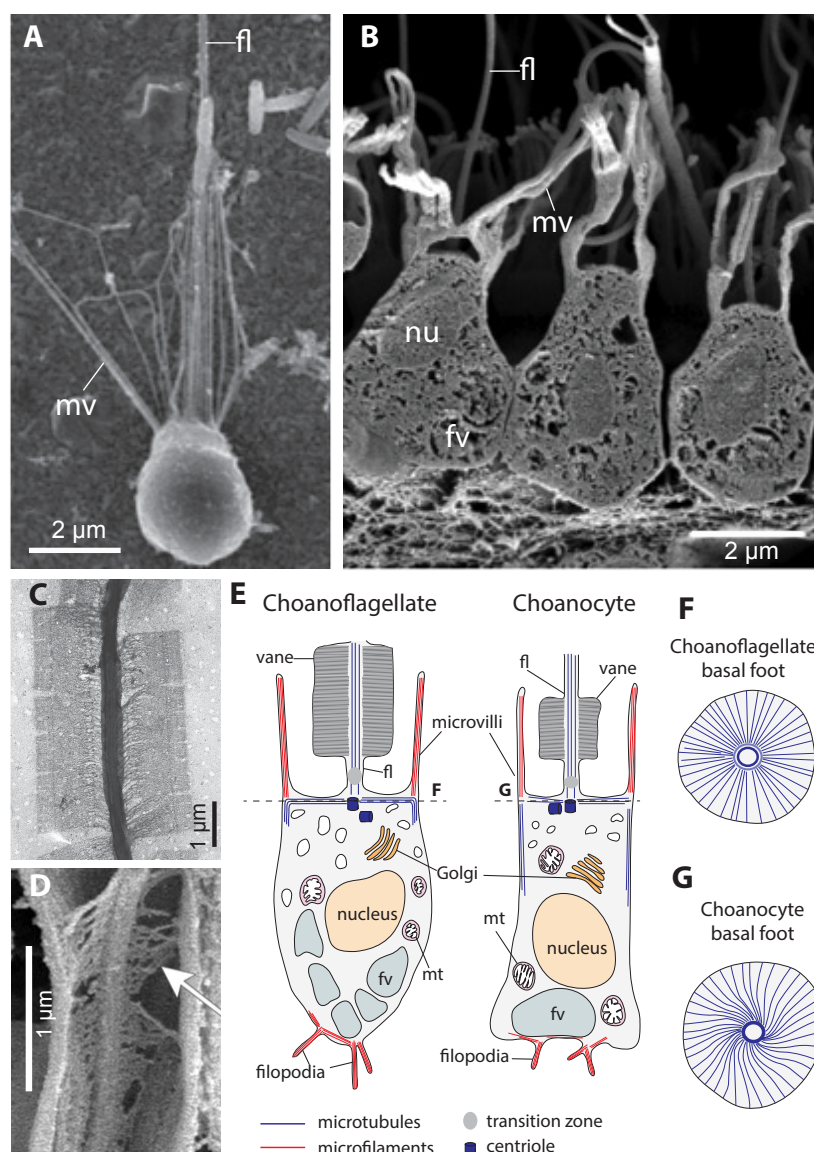 A
fl
mv
2 µm
B
fl
mv
nu
fv
2 µm
C
1 µm
D
1 µm
E
Choanoflagellate
Choanocyte
vane
fl
vane
microvilli
fl
F
G
Golgi
nucleus
nucleus
mt
mt
fv
fv
filopodia
filopodia
microtubules
transition zone
microfilaments
centriole
F
Choanoflagellate
basal foot
G
Choanocyte
basal foot